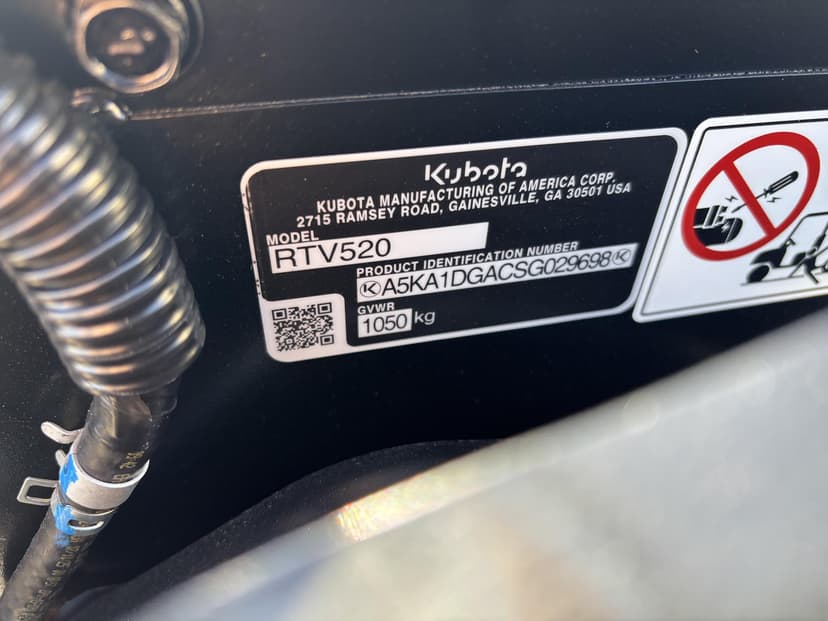 Kubota
KUBOTA MANUFACTURING OF AMERICA CORP.
2715 RAMSEY ROAD, GAINESVILLE, GA 30501 USA
MODEL
RTV520
PRODUCT IDENTIFICATION NUMBER
A5KA1DGACSG029698
GVWR
1050 kg